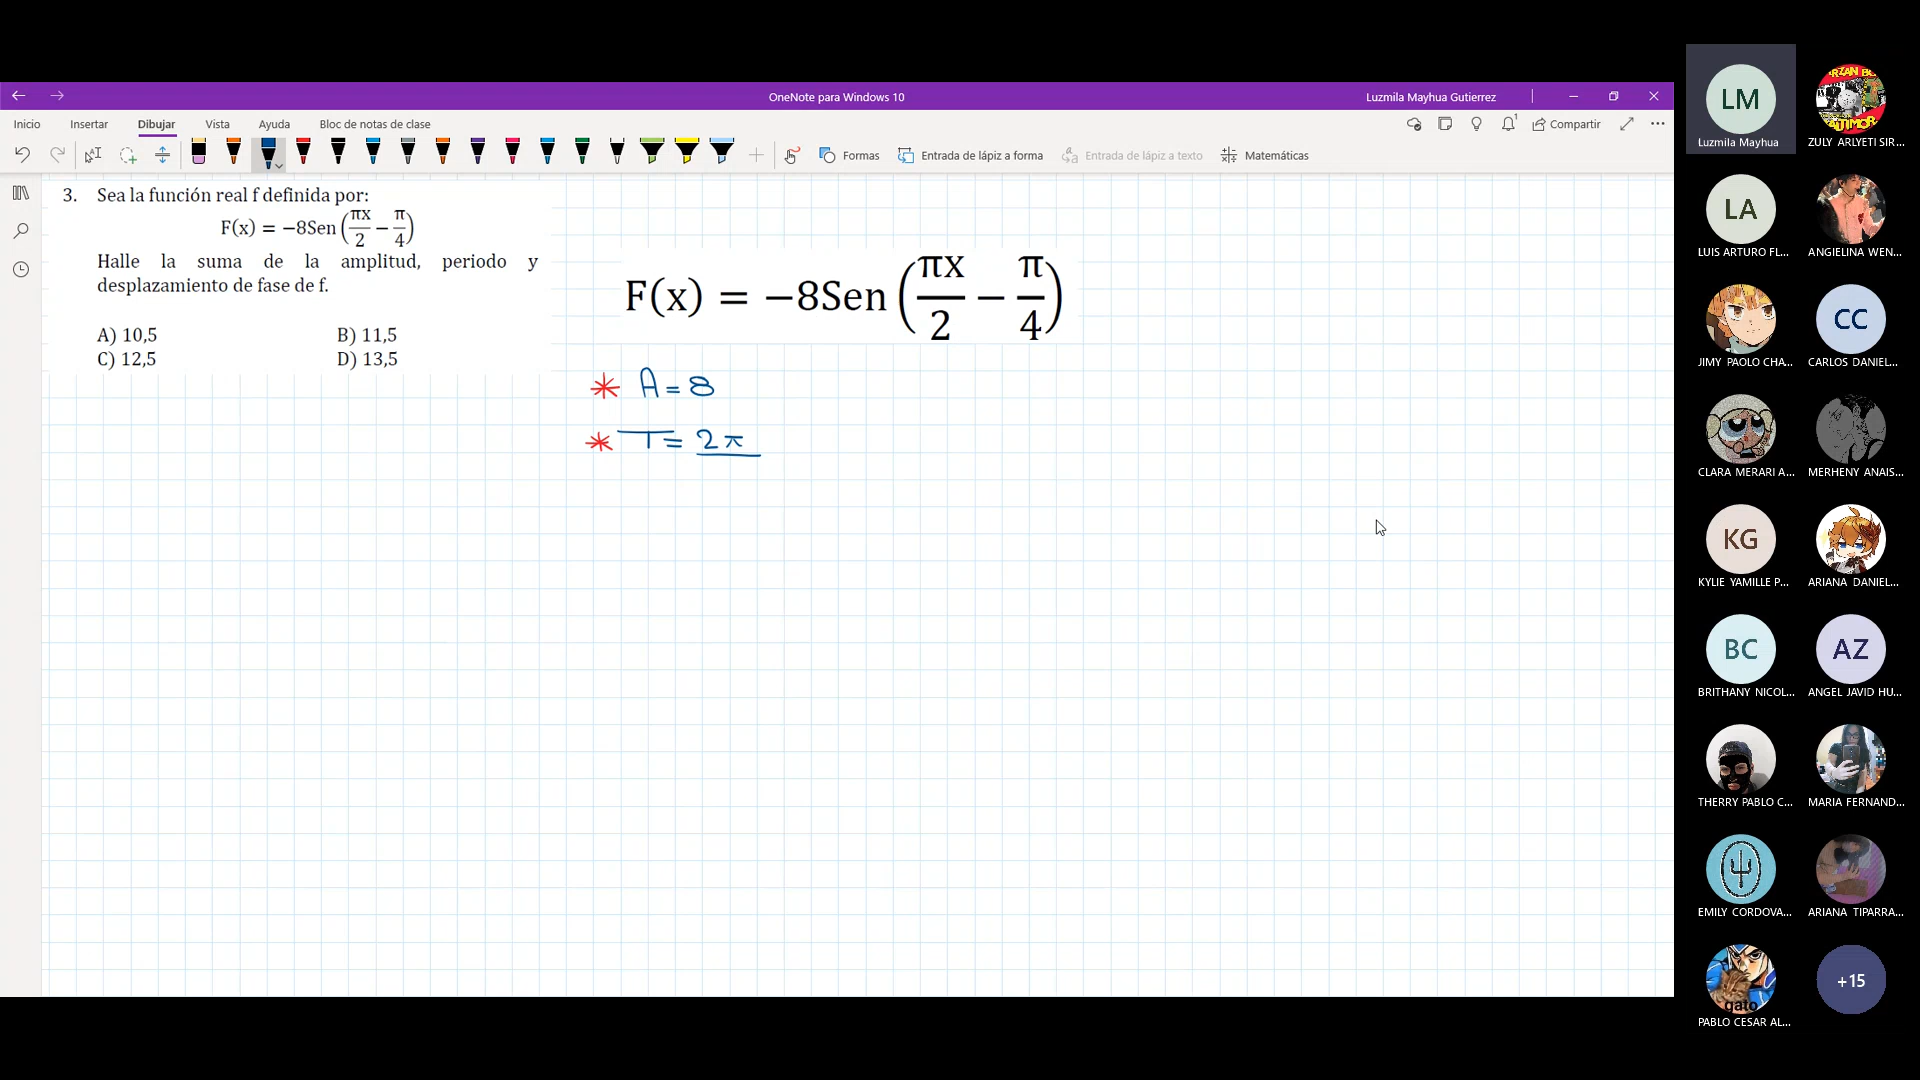 OneNote para Windows 10
Luzmila Mayhua Gutierrez
Inicio Insertar Dibujar Vista Ayuda Bloc de notas de clase
Compartir
Formas Entrada de lápiz a forma Entrada de lápiz a texto Matemáticas
3. Sea la función real f definida por:
F(x) = −8Sen(πx/2 − π/4)
Halle la suma de la amplitud, periodo y
desplazamiento de fase de f.
A) 10,5 B) 11,5
C) 12,5 D) 13,5
F(x) = −8Sen(πx/2 − π/4)
* A = 8
* T = 2π
LM
Luzmila Mayhua
ZULY ARLYETI SIR...
LA
LUIS ARTURO FL...
ANGIELINA WEN...
JIMY PAOLO CHA...
CC
CARLOS DANIEL...
CLARA MERARI A...
MERHENY ANAIS...
KG
KYLIE YAMILLE P...
ARIANA DANIEL...
BC
BRITHANY NICOL...
AZ
ANGEL JAVID HU...
THERRY PABLO C...
MARIA FERNAND...
EMILY CORDOVA...
ARIANA TIPARRA...
gato
PABLO CESAR AL...
+15